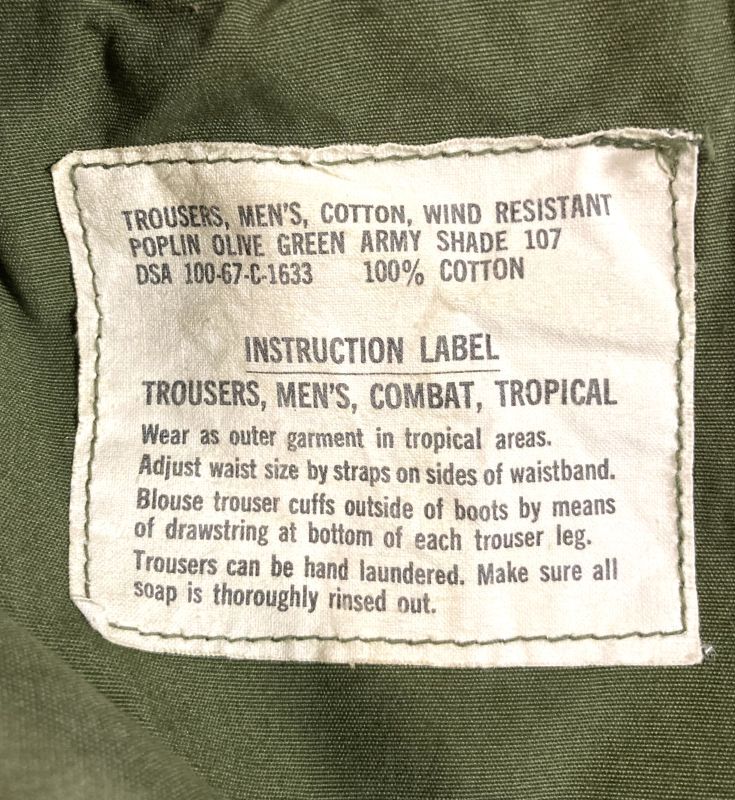 TROUSERS, MEN'S, COTTON, WIND RESISTANT
POPLIN OLIVE GREEN ARMY SHADE 107
DSA 100-67-C-1633 100% COTTON
INSTRUCTION LABEL
TROUSERS, MEN'S, COMBAT, TROPICAL
Wear as outer garment in tropical areas.
Adjust waist size by straps on sides of waistband.
Blouse trouser cuffs outside of boots by means
of drawstring at bottom of each trouser leg.
Trousers can be hand laundered. Make sure all
soap is thoroughly rinsed out.